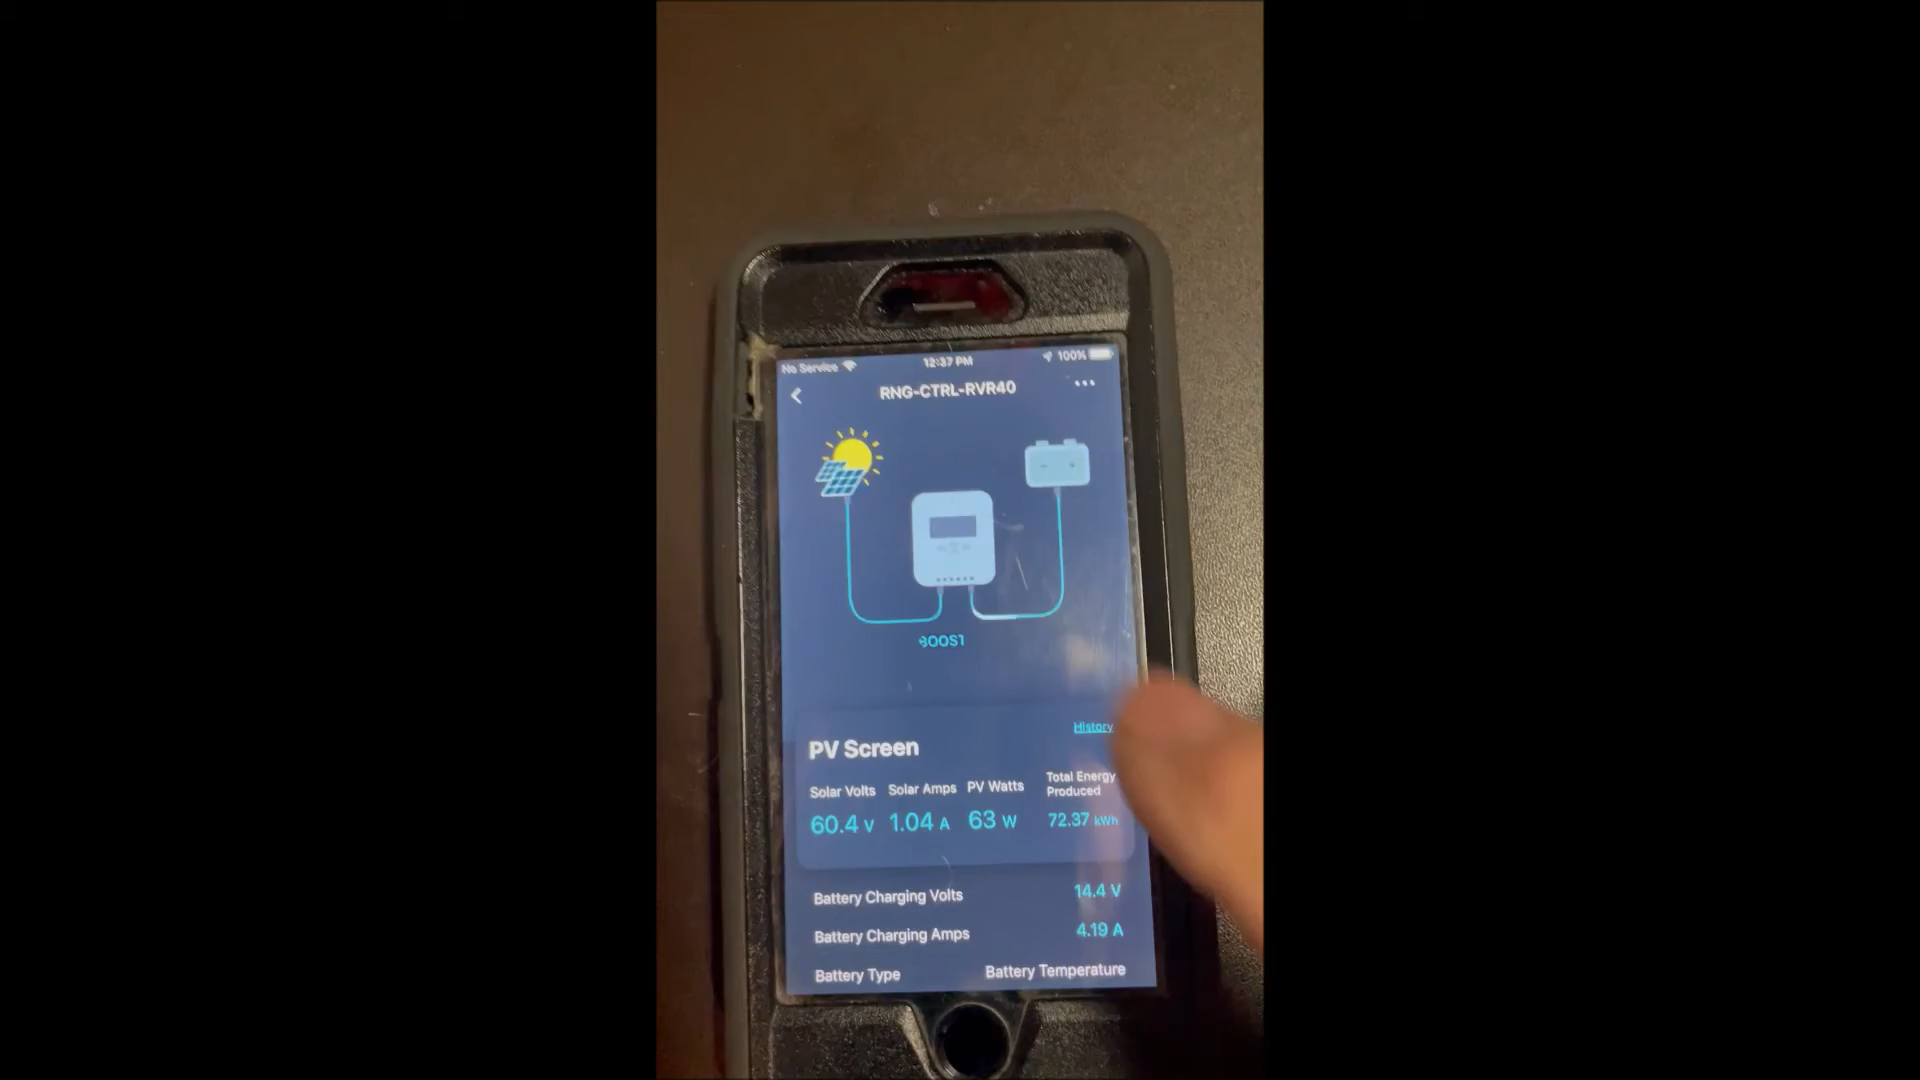 No Service 12:37 PM 100%
RNG-CTRL-RVR40
BOOST
History
PV Screen
Solar Volts Solar Amps PV Watts Total Energy Produced
60.4 V 1.04 A 63 W 72.37 kWh
Battery Charging Volts 14.4 V
Battery Charging Amps 4.19 A
Battery Type Battery Temperature